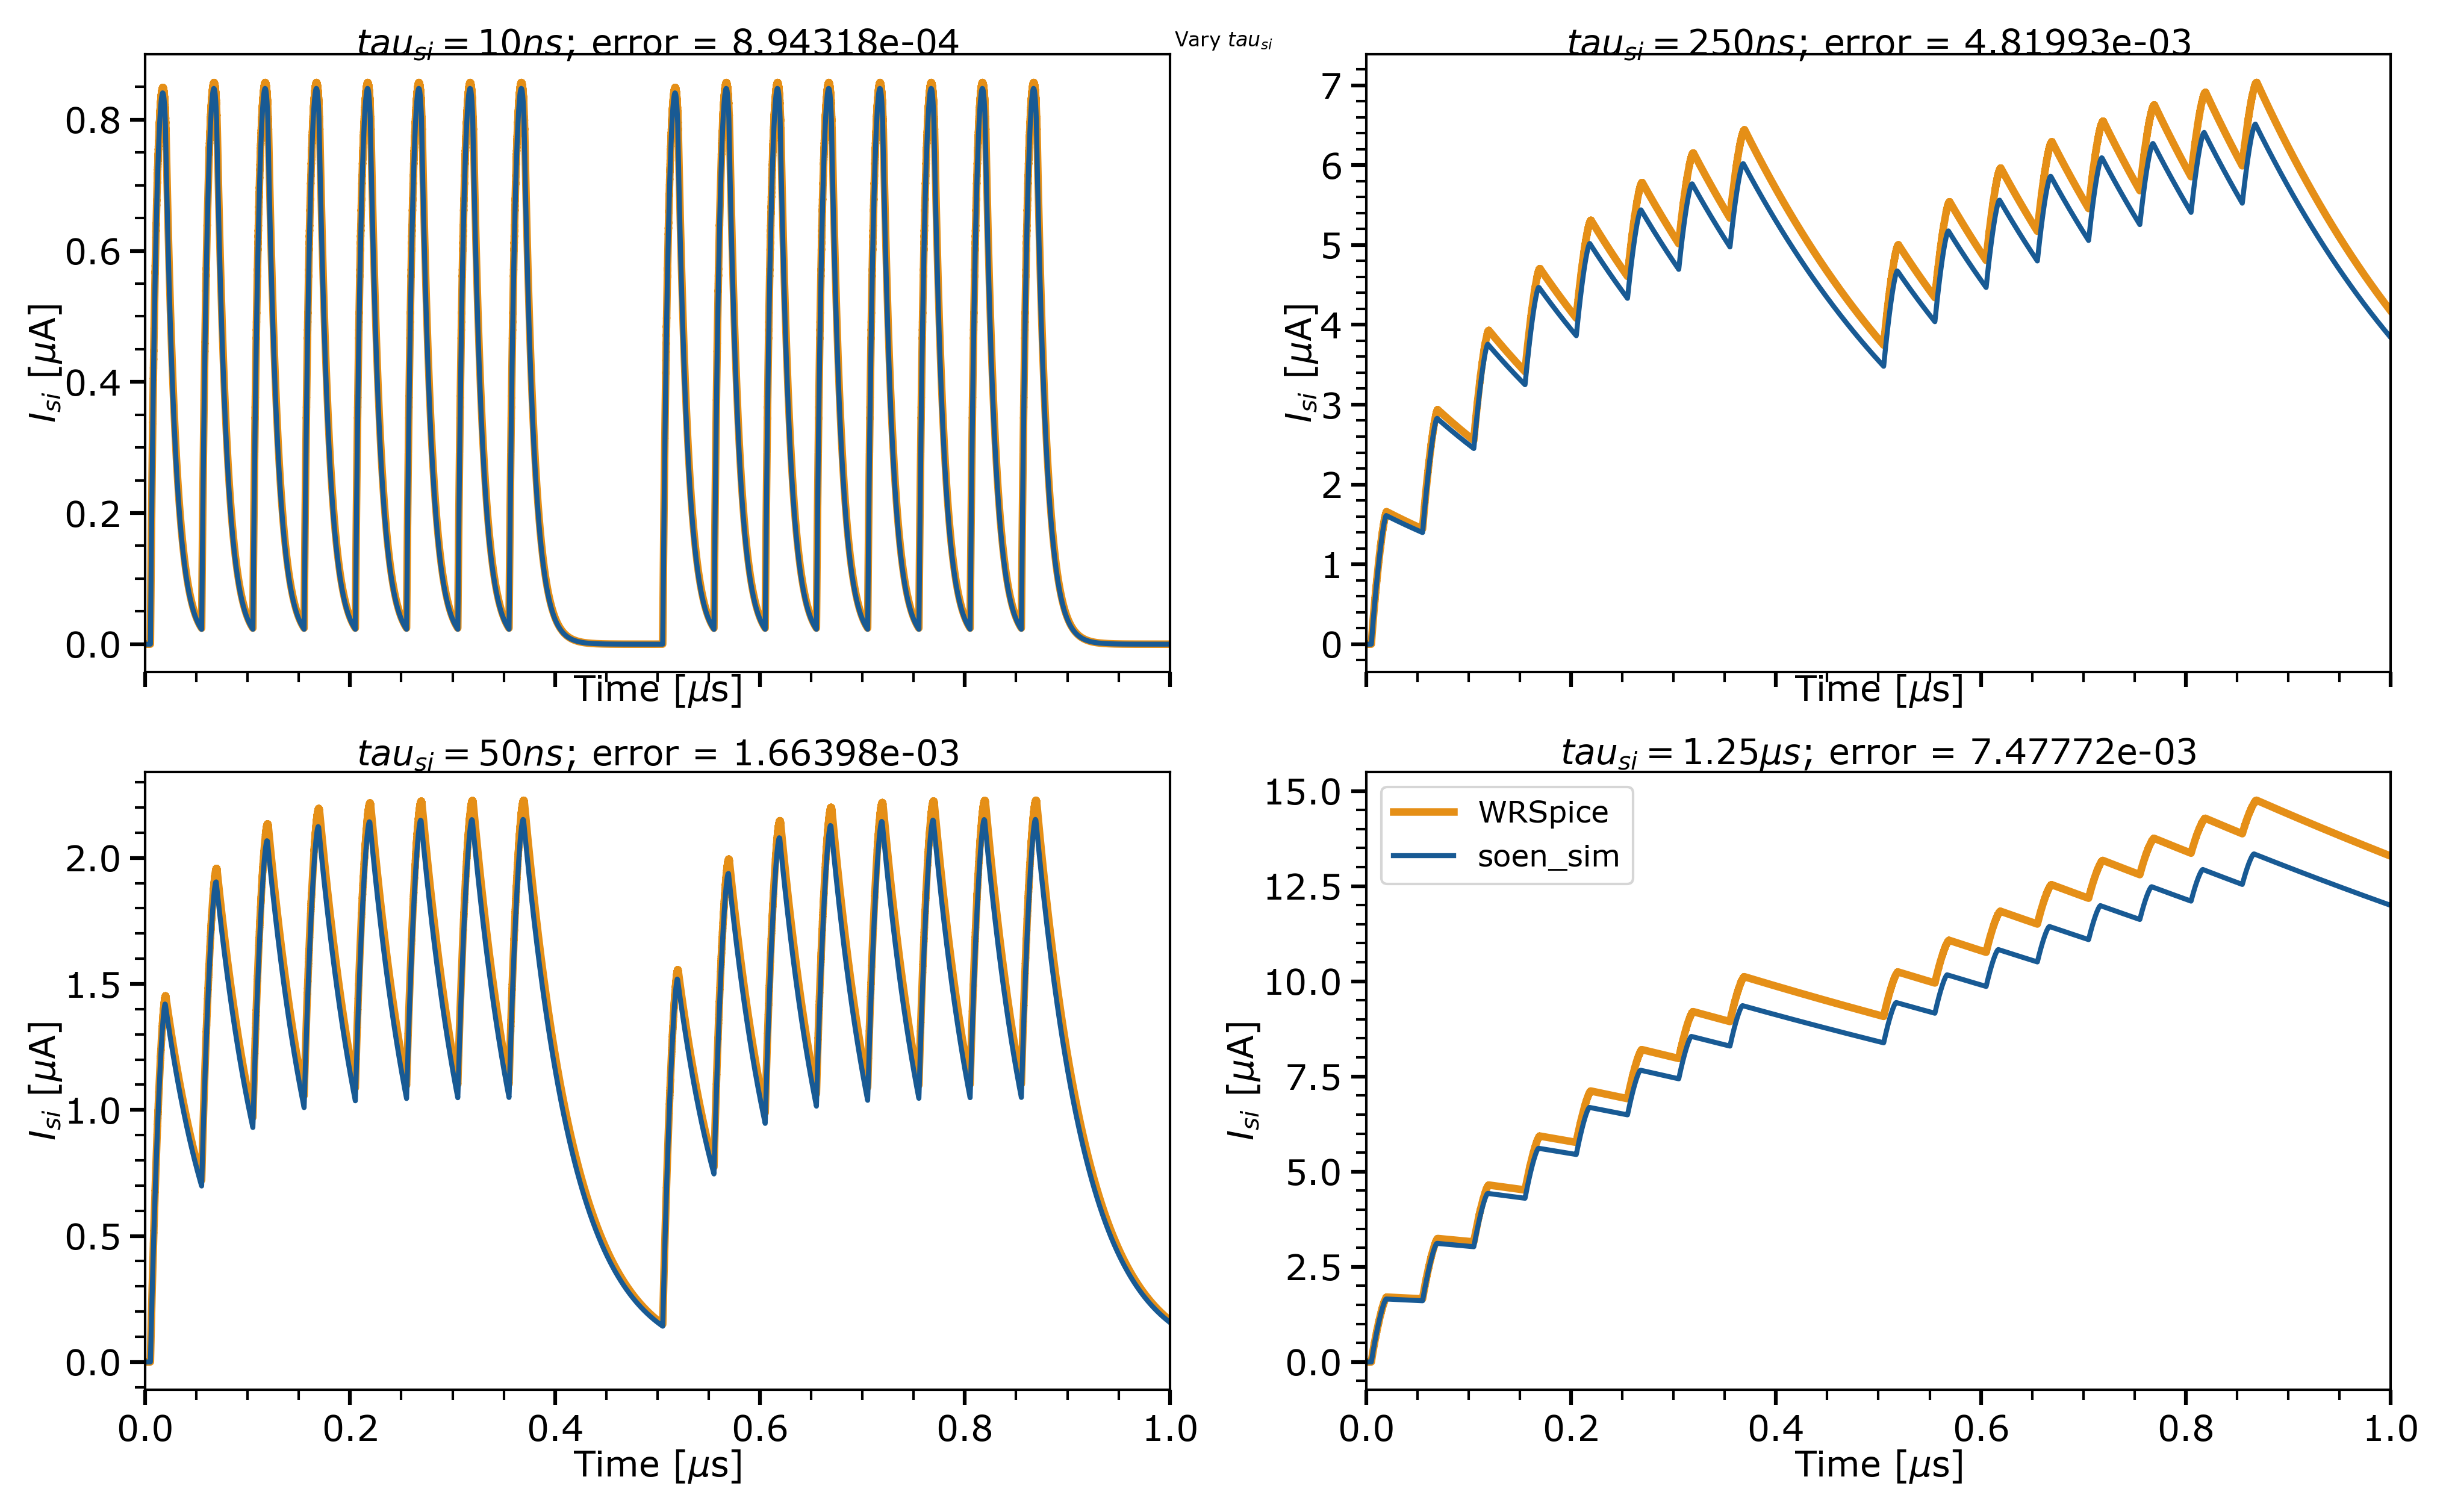 Vary tau_si
tau_si = 10ns; error = 8.94318e-04
I_si [μA]
0.8
0.6
0.4
0.2
0.0
Time [μs]
tau_si = 250ns; error = 4.81993e-03
I_si [μA]
7
6
5
4
3
2
1
0
Time [μs]
tau_si = 50ns; error = 1.66398e-03
I_si [μA]
2.0
1.5
1.0
0.5
0.0
0.0 0.2 0.4 0.6 0.8 1.0
Time [μs]
tau_si = 1.25μs; error = 7.47772e-03
I_si [μA]
15.0
12.5
10.0
7.5
5.0
2.5
0.0
WRSpice
soen_sim
0.0 0.2 0.4 0.6 0.8 1.0
Time [μs]